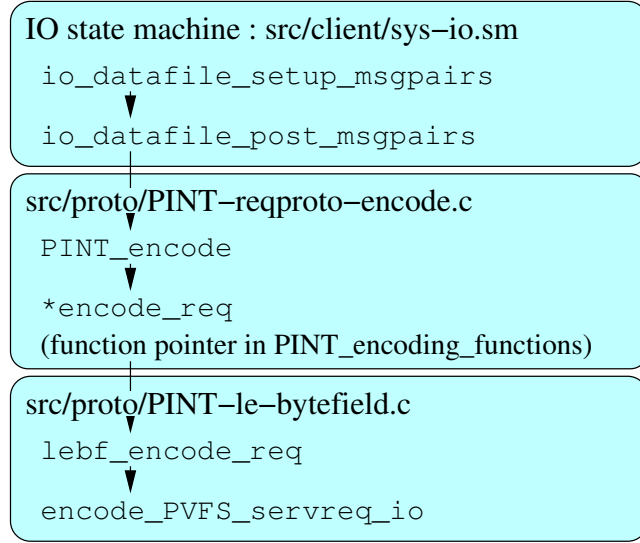 IO state machine : src/client/sys−io.sm
io_datafile_setup_msgpairs
io_datafile_post_msgpairs
src/proto/PINT−reqproto−encode.c
PINT_encode
*encode_req
(function pointer in PINT_encoding_functions)
src/proto/PINT−le−bytefield.c
lebf_encode_req
encode_PVFS_servreq_io